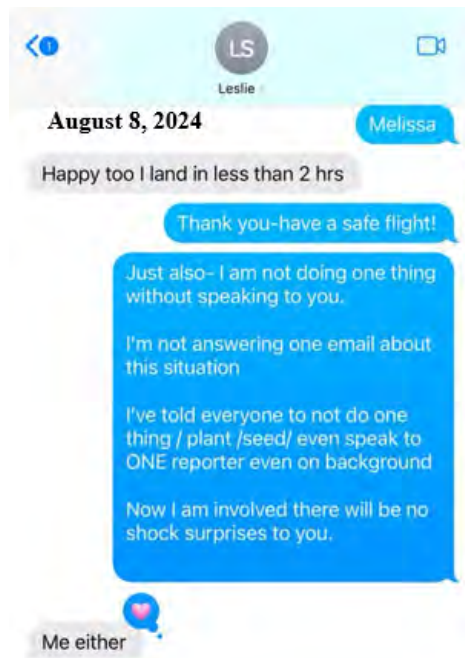 1
LS
Leslie
August 8, 2024
Melissa
Happy too I land in less than 2 hrs
Thank you-have a safe flight!
Just also- I am not doing one thing
without speaking to you.
I'm not answering one email about
this situation
I've told everyone to not do one
thing / plant /seed/ even speak to
ONE reporter even on background
Now I am involved there will be no
shock surprises to you.
Me either